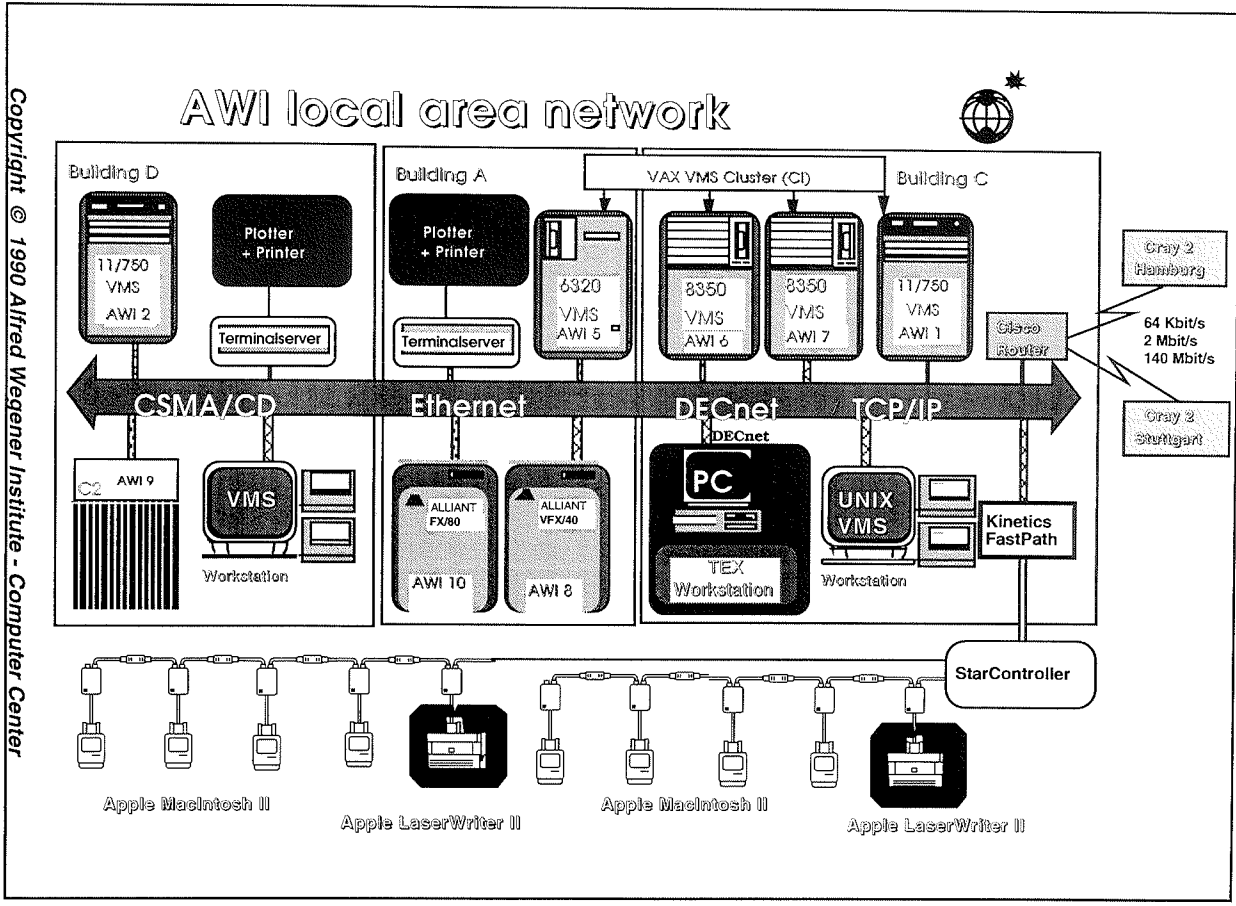 AWI local area network
Copyright © 1990 Alfred Wegener Institute - Computer Center
Building D
11/750
VMS
AWI 2
Plotter
+ Printer
Terminalserver
Building A
Plotter
+ Printer
Terminalserver
6320
VMS
AWI 5
VAX VMS Cluster (CI)
Building C
8350
VMS
AWI 6
8350
VMS
AWI 7
11/750
VMS
AWI 1
Cisco
Router
Cray 2
Hamburg
64 Kbit/s
2 Mbit/s
140 Mbit/s
Cray 2
Stuttgart
CSMA/CD
Ethernet
DECnet / TCP/IP
C2
AWI 9
VMS
Workstation
ALLIANT
FX/80
AWI 10
ALLIANT
VFX/40
AWI 8
DECnet
PC
TEX
Workstation
UNIX
VMS
Workstation
Kinetics
FastPath
StarController
Apple MacIntosh II
Apple LaserWriter II
Apple MacIntosh II
Apple LaserWriter II